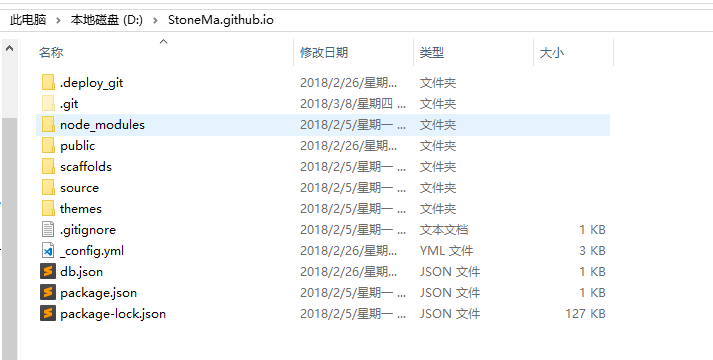 此电脑 > 本地磁盘 (D:) > StoneMa.github.io
名称 修改日期 类型 大小
.deploy_git 2018/2/26/星期... 文件夹
.git 2018/3/8/星期四 ... 文件夹
node_modules 2018/2/5/星期一 ... 文件夹
public 2018/2/26/星期... 文件夹
scaffolds 2018/2/5/星期一 ... 文件夹
source 2018/2/5/星期一 ... 文件夹
themes 2018/2/5/星期一 ... 文件夹
.gitignore 2018/2/5/星期一 ... 文本文档 1 KB
_config.yml 2018/2/26/星期... YML 文件 3 KB
db.json 2018/2/26/星期... JSON 文件 1 KB
package.json 2018/2/5/星期一 ... JSON 文件 1 KB
package-lock.json 2018/2/5/星期一 ... JSON 文件 127 KB